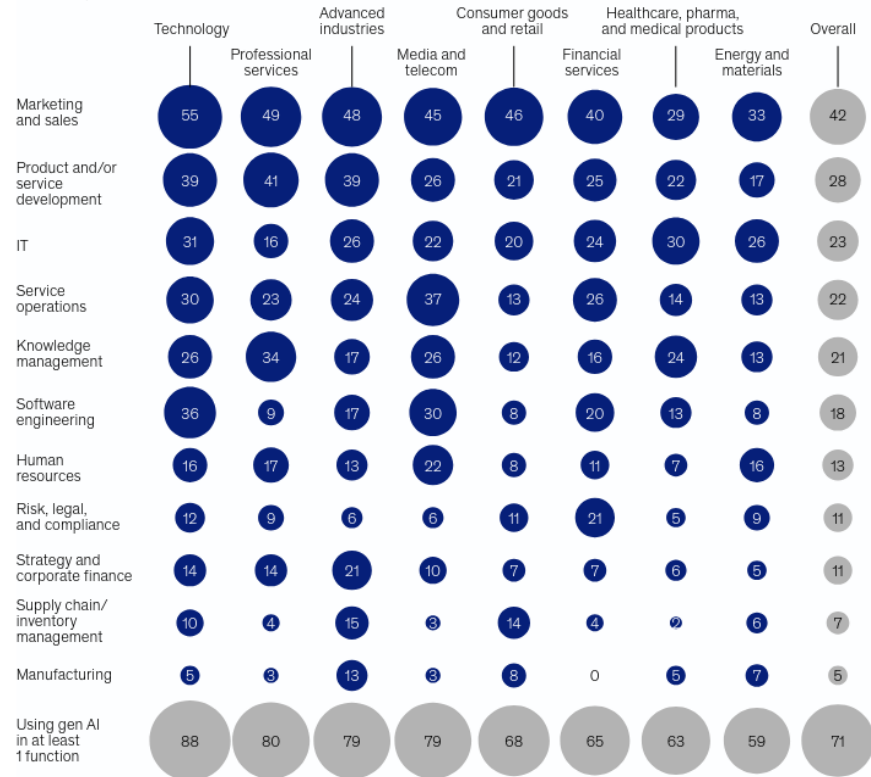 Advanced Consumer goods Healthcare, pharma,
Technology industries and retail and medical products Overall
Professional Media and Financial Energy and
services telecom services materials
Marketing
and sales
55 49 48 45 46 40 29 33 42
Product and/or
service
development
39 41 39 26 21 25 22 17 28
IT
31 16 26 22 20 24 30 26 23
Service
operations
30 23 24 37 13 26 14 13 22
Knowledge
management
26 34 17 26 12 16 24 13 21
Software
engineering
36 9 17 30 8 20 13 8 18
Human
resources
16 17 13 22 8 11 7 16 13
Risk, legal,
and compliance
12 9 6 6 11 21 5 9 11
Strategy and
corporate finance
14 14 21 10 7 7 6 5 11
Supply chain/
inventory
management
10 4 15 3 14 4 2 6 7
Manufacturing
5 3 13 3 8 0 5 7 5
Using gen AI
in at least
1 function
88 80 79 79 68 65 63 59 71